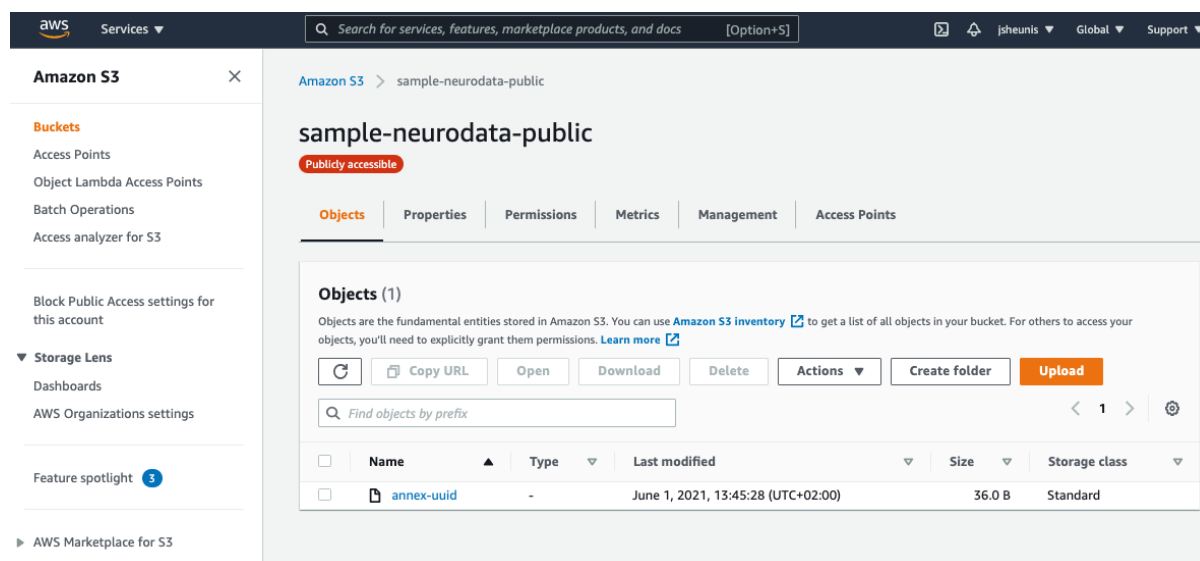 aws Services ▼ Search for services, features, marketplace products, and docs [Option+S] jsheunis ▼ Global ▼ Support ▼
Amazon S3
Buckets
Access Points
Object Lambda Access Points
Batch Operations
Access analyzer for S3
Block Public Access settings for
this account
Storage Lens
Dashboards
AWS Organizations settings
Feature spotlight 3
AWS Marketplace for S3
Amazon S3 > sample-neurodata-public
sample-neurodata-public
Publicly accessible
Objects Properties Permissions Metrics Management Access Points
Objects (1)
Objects are the fundamental entities stored in Amazon S3. You can use Amazon S3 inventory to get a list of all objects in your bucket. For others to access your
objects, you'll need to explicitly grant them permissions. Learn more
Copy URL Open Download Delete Actions ▼ Create folder Upload
Find objects by prefix < 1 >
Name ▲ Type Last modified Size Storage class
annex-uuid - June 1, 2021, 13:45:28 (UTC+02:00) 36.0 B Standard